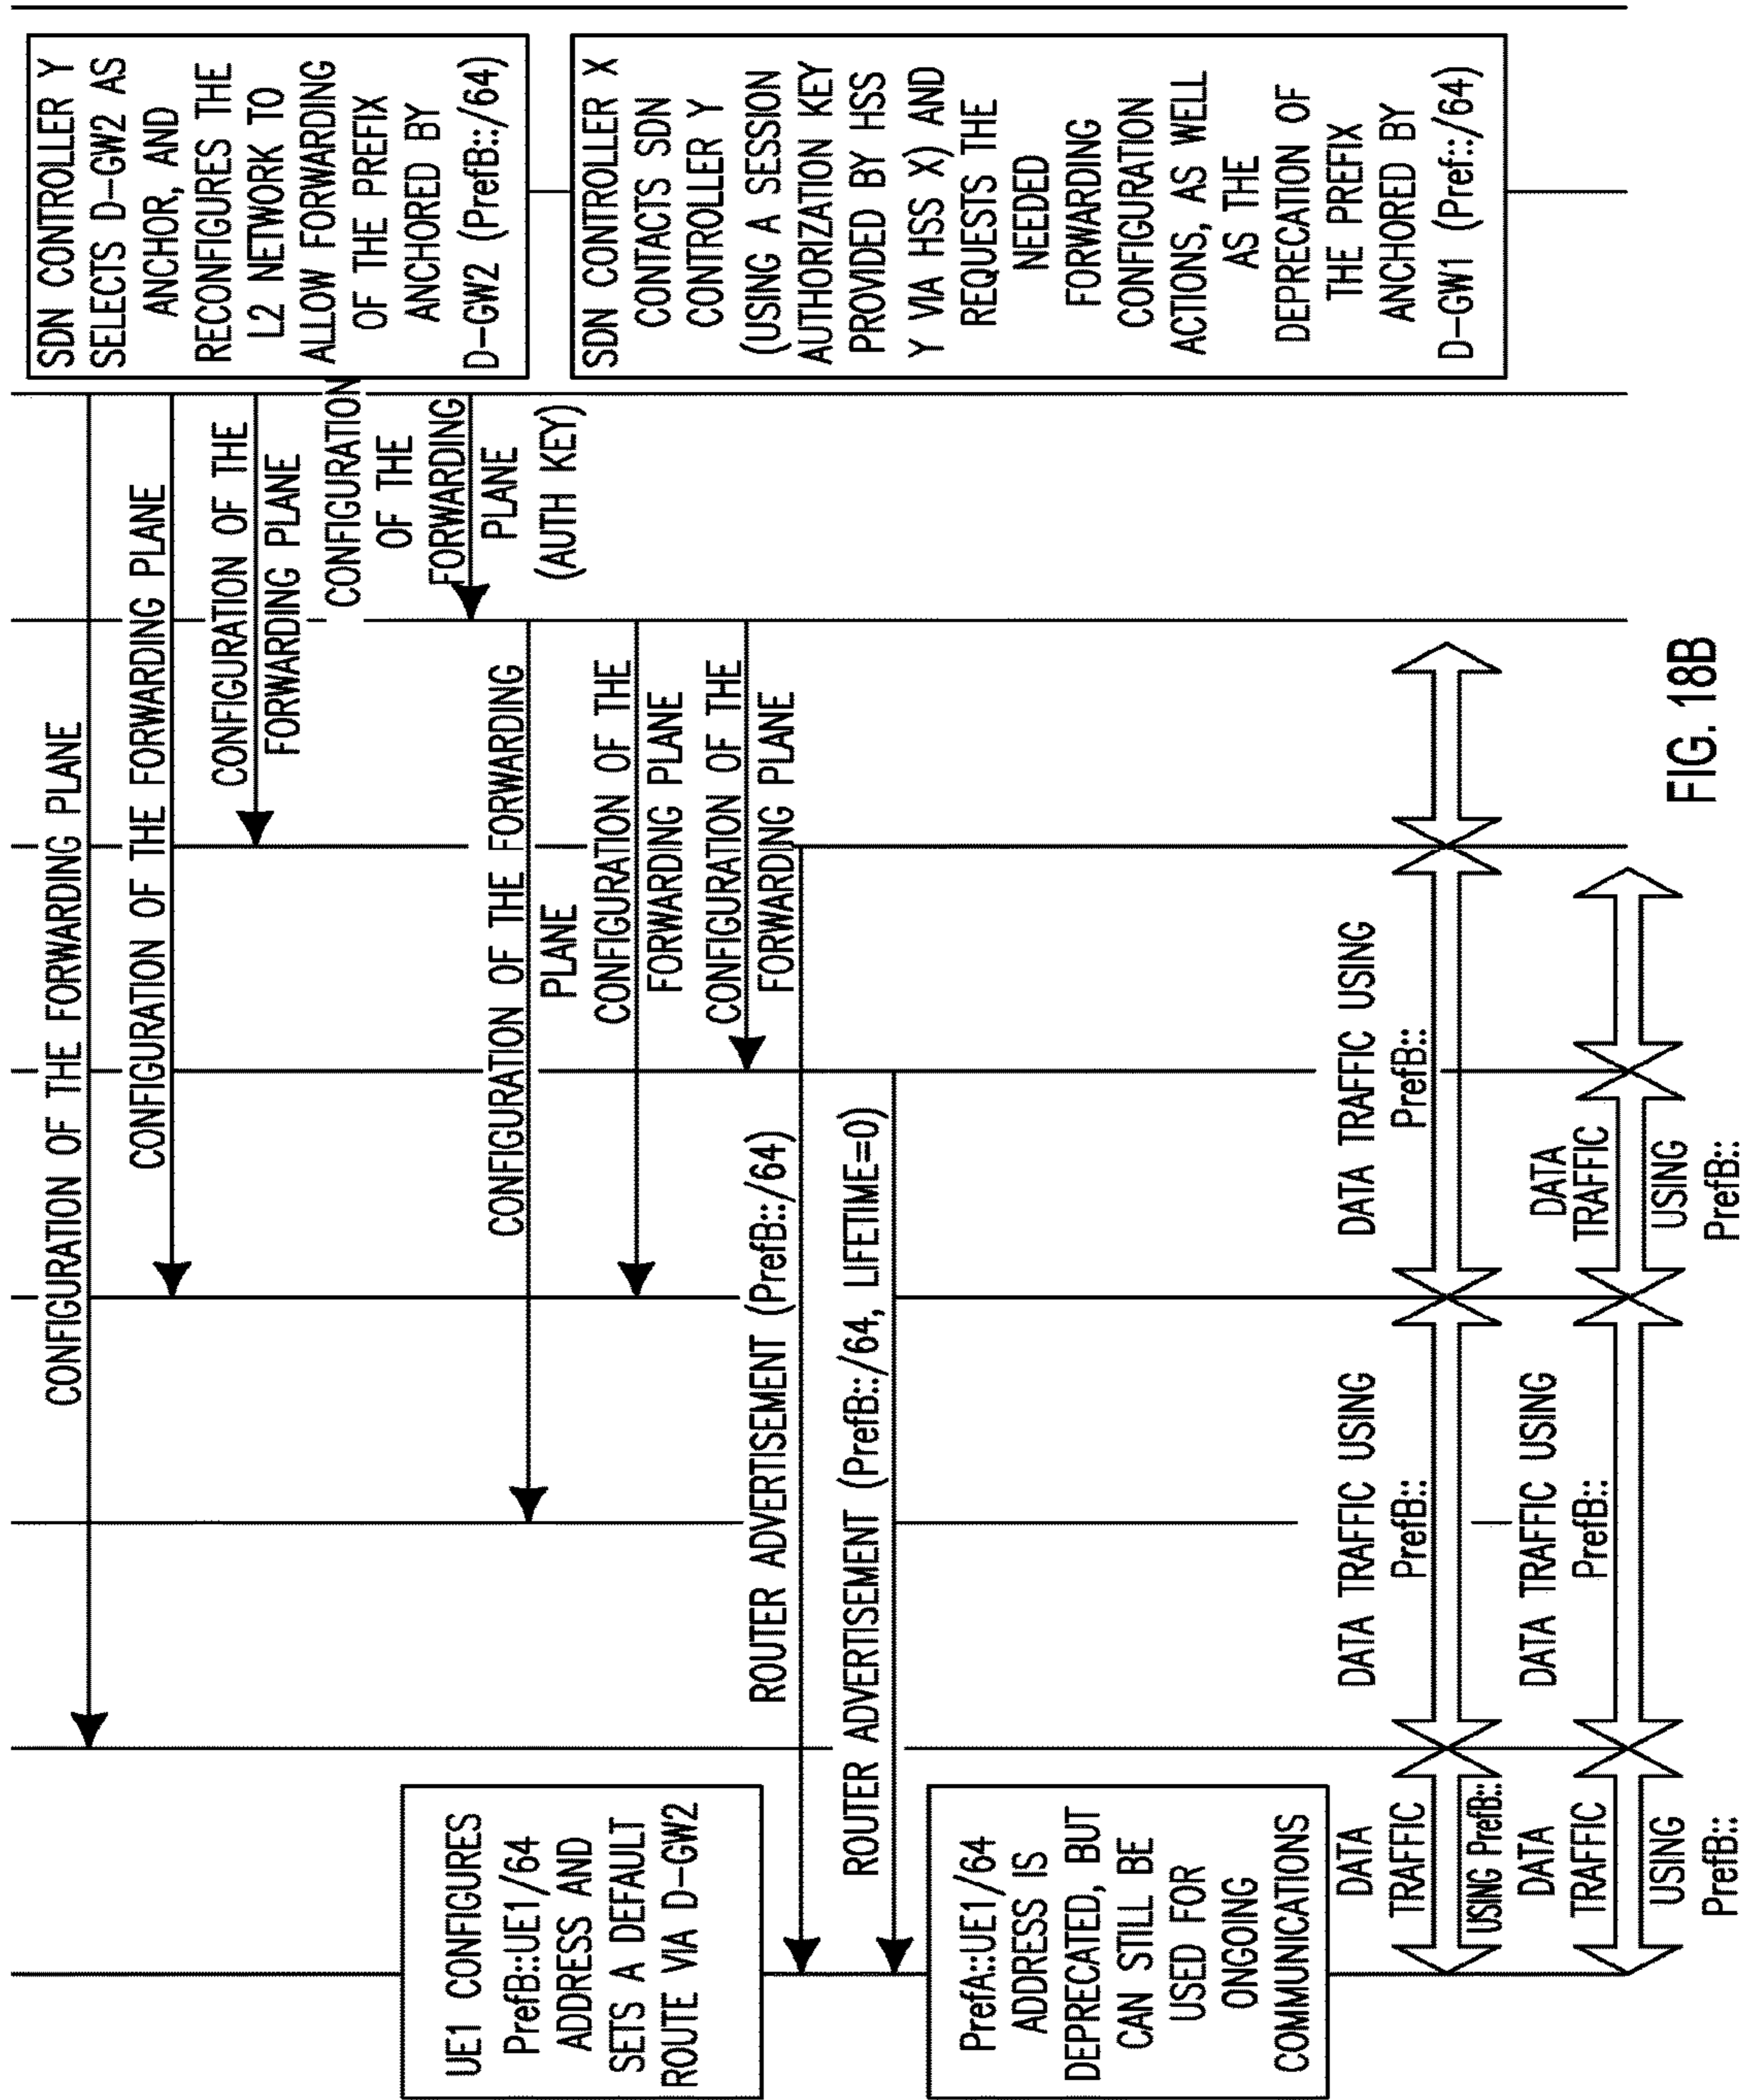 SDN CONTROLLER Y
SELECTS D-GW2 AS
ANCHOR, AND
RECONFIGURES THE
L2 NETWORK TO
ALLOW FORWARDING
OF THE PREFIX
ANCHORED BY
D-GW2 (PrefB::/64)
SDN CONTROLLER X
CONTACTS SDN
CONTROLLER Y
(USING A SESSION
AUTHORIZATION KEY
PROVIDED BY HSS
Y VIA HSS X) AND
REQUESTS THE
NEEDED
FORWARDING
CONFIGURATION
ACTIONS, AS WELL
AS THE
DEPRECATION OF
THE PREFIX
ANCHORED BY
D-GW1 (Pref::/64)
CONFIGURATION OF THE FORWARDING PLANE
CONFIGURATION OF THE FORWARDING PLANE
CONFIGURATION OF THE
FORWARDING PLANE
CONFIGURATION
OF THE
FORWARDING
PLANE
(AUTH KEY)
CONFIGURATION OF THE FORWARDING
PLANE
CONFIGURATION OF THE
FORWARDING PLANE
CONFIGURATION OF THE
FORWARDING PLANE
ROUTER ADVERTISEMENT (PrefB::/64)
ROUTER ADVERTISEMENT (PrefB::/64, LIFETIME=0)
UE1 CONFIGURES
PrefB::UE1/64
ADDRESS AND
SETS A DEFAULT
ROUTE VIA D-GW2
PrefA::UE1/64
ADDRESS IS
DEPRECATED, BUT
CAN STILL BE
USED FOR
ONGOING
COMMUNICATIONS
DATA
TRAFFIC
USING PrefB::
DATA TRAFFIC USING
PrefB::
DATA TRAFFIC USING
PrefB::
DATA
TRAFFIC
USING
PrefB::
DATA TRAFFIC USING
PrefB::
DATA
TRAFFIC
USING
PrefB::
FIG. 18B